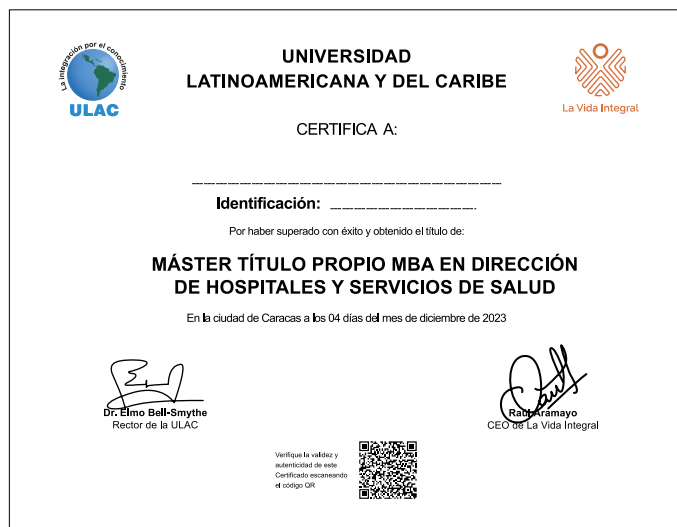 La integración por el conocimiento
ULAC
UNIVERSIDAD
LATINOAMERICANA Y DEL CARIBE
La Vida Integral
CERTIFICA A:
Identificación:
Por haber superado con éxito y obtenido el título de:
MÁSTER TÍTULO PROPIO MBA EN DIRECCIÓN
DE HOSPITALES Y SERVICIOS DE SALUD
En la ciudad de Caracas a los 04 días del mes de diciembre de 2023
Dr. Elmo Bell-Smythe
Rector de la ULAC
Raúl Aramayo
CEO de La Vida Integral
Verifique la validez y
autenticidad de este
Certificado escaneando
el código QR